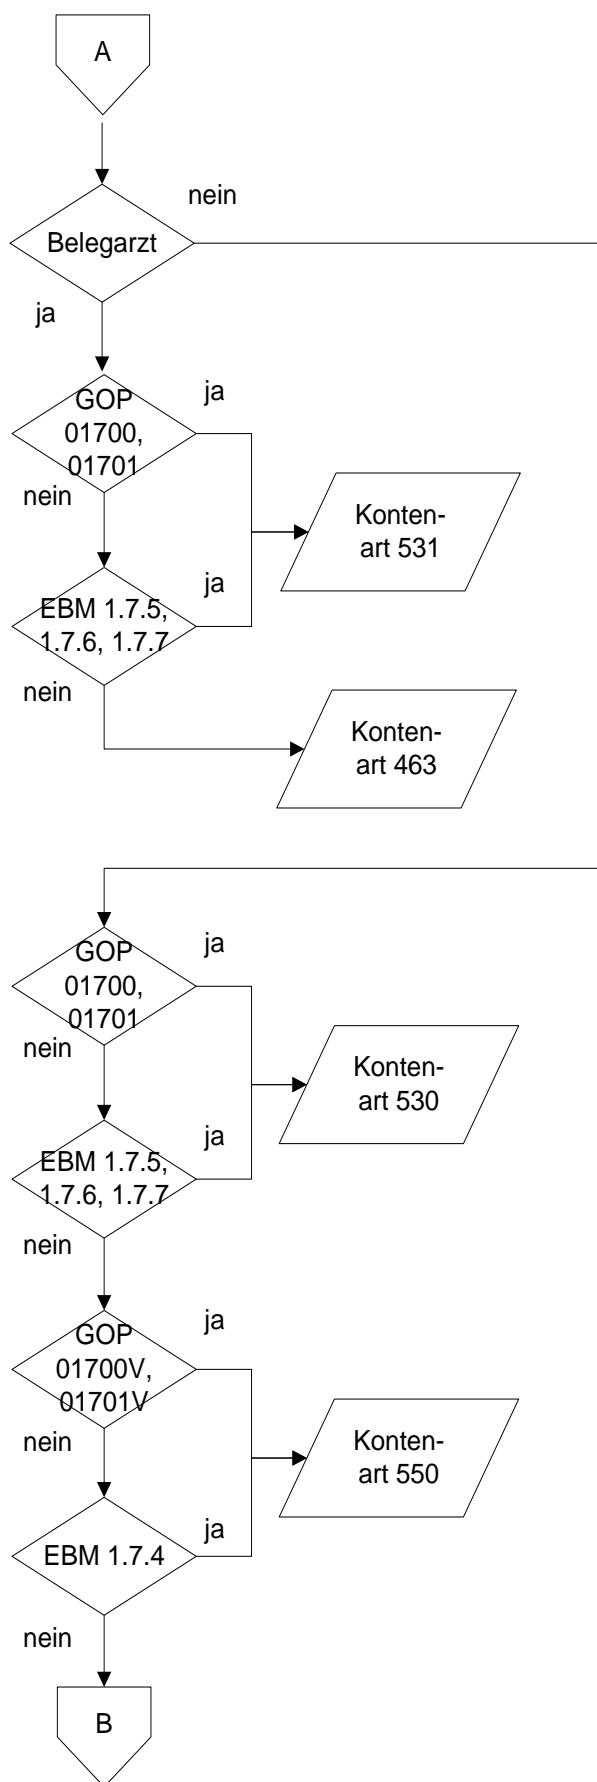 A
nein
Belegarzt
ja
GOP
01700,
01701
ja
nein
Konten-
art 531
EBM 1.7.5,
1.7.6, 1.7.7
ja
nein
Konten-
art 463
GOP
01700,
01701
ja
nein
Konten-
art 530
EBM 1.7.5,
1.7.6, 1.7.7
ja
nein
GOP
01700V,
01701V
ja
nein
Konten-
art 550
EBM 1.7.4
ja
nein
B